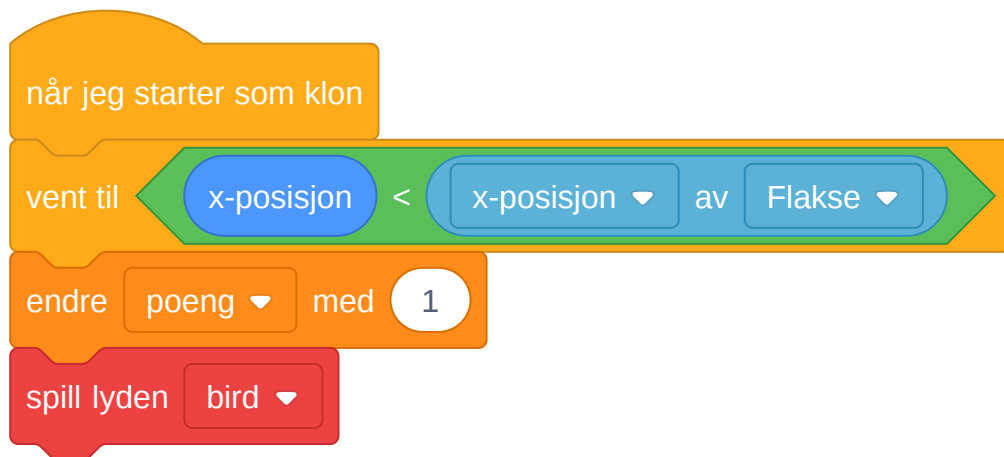 når jeg starter som klon
vent til x-posisjon < x-posisjon av Flakse
endre poeng med 1
spill lyden bird